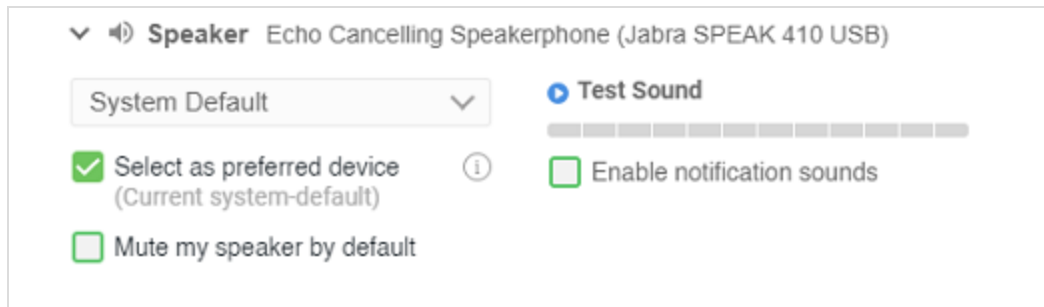 Speaker Echo Cancelling Speakerphone (Jabra SPEAK 410 USB)
System Default
Test Sound
Select as preferred device
(Current system-default)
Enable notification sounds
Mute my speaker by default